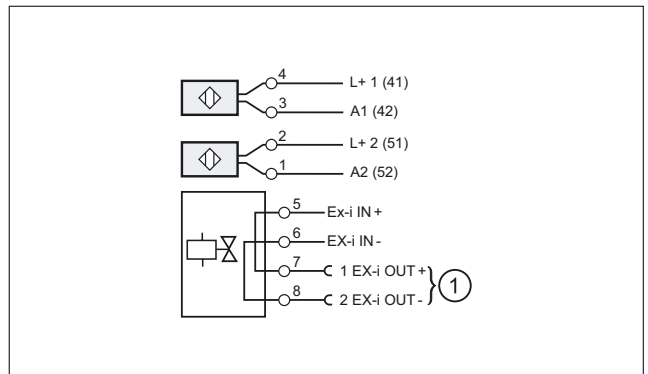 4 L+ 1 (41)
3 A1 (42)
2 L+ 2 (51)
1 A2 (52)
5 Ex-i IN+
6 EX-i IN-
7 1 EX-i OUT+
8 2 EX-i OUT-
1